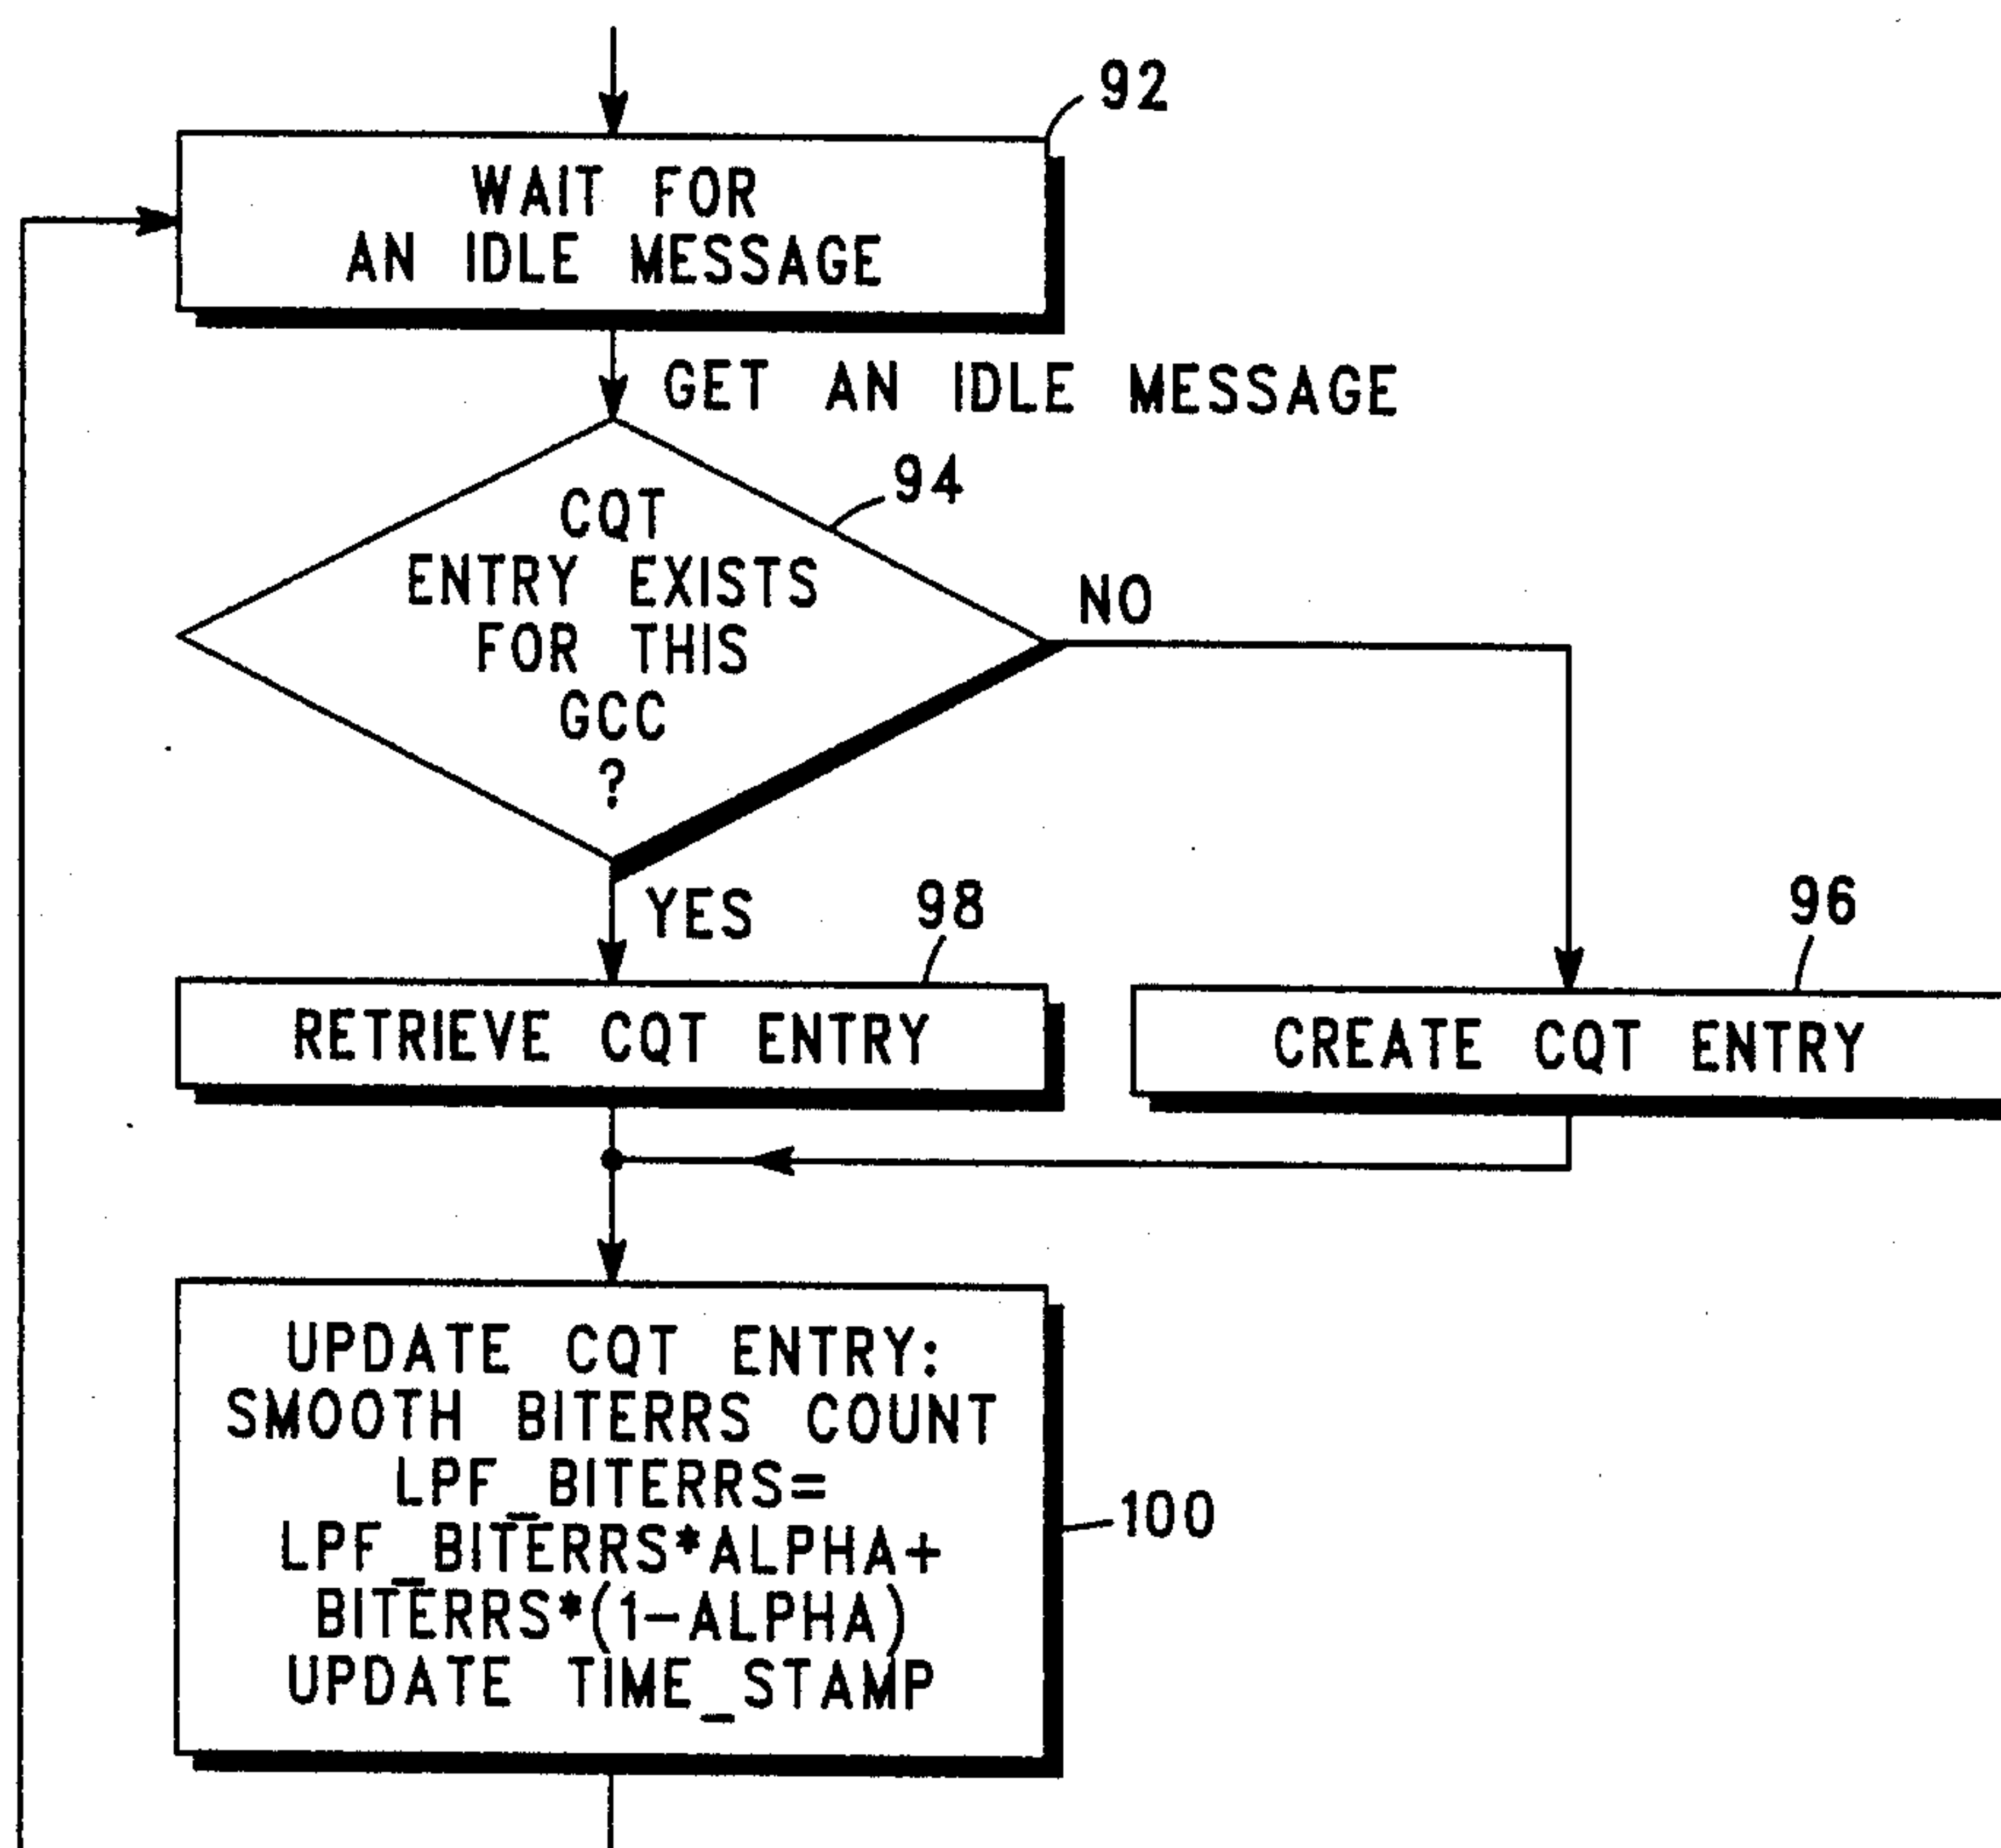 92
WAIT FOR
AN IDLE MESSAGE
GET AN IDLE MESSAGE
94
CQT
ENTRY EXISTS
FOR THIS
GCC
?
NO
YES
98
96
RETRIEVE CQT ENTRY
CREATE CQT ENTRY
UPDATE CQT ENTRY:
SMOOTH BITERRS COUNT
LPF_BITERRS=
LPF_BITERRS*ALPHA+
BITERRS*(1-ALPHA)
UPDATE TIME_STAMP
100